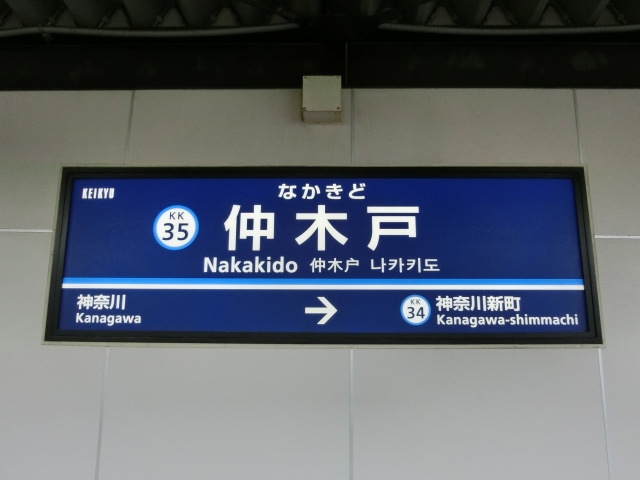 KEIKYU
なかきど
KK
35
仲木戸
Nakakido 仲木户 나카키도
神奈川
Kanagawa
→
KK
34
神奈川新町
Kanagawa-shimmachi